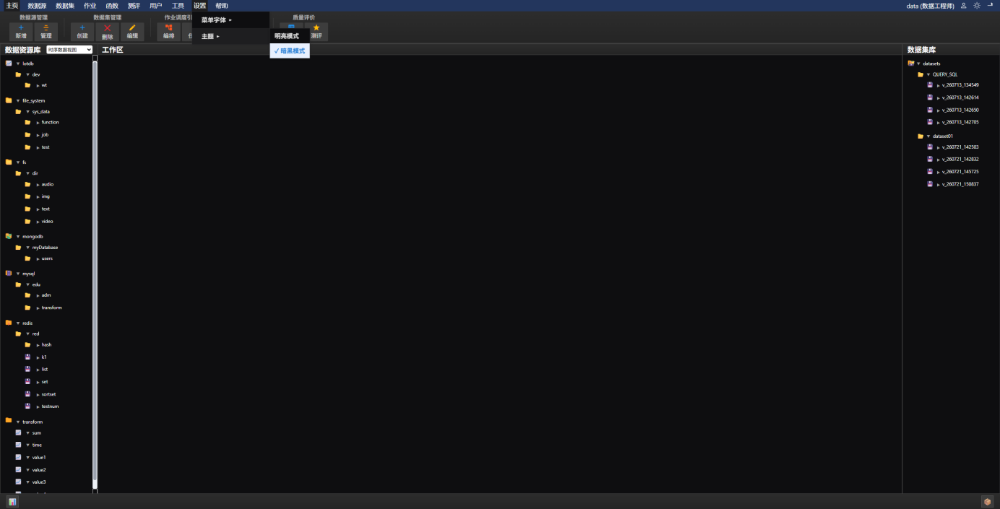 主页 数据源 数据集 作业 函数 测评 用户 工具 设置 帮助 data (数据工程师)
数据源管理 数据集管理 作业调度引 质量评价
新增 管理 创建 删除 编辑 编排 测评
菜单字体
主题
明亮模式
✓ 暗黑模式
数据资源库 时序数据视图 工作区 数据集库
iotdb
dev
wt
file_system
sys_data
function
job
test
fs
dir
audio
img
text
video
mongodb
myDatabase
users
mysql
edu
adm
transform
redis
red
hash
k1
list
set
sortset
testnum
transform
sum
time
value1
value2
value3
datasets
QUERY_SQL
v_260713_134549
v_260713_142614
v_260713_142650
v_260713_142705
dataset01
v_260721_142503
v_260721_142832
v_260721_145725
v_260721_150837